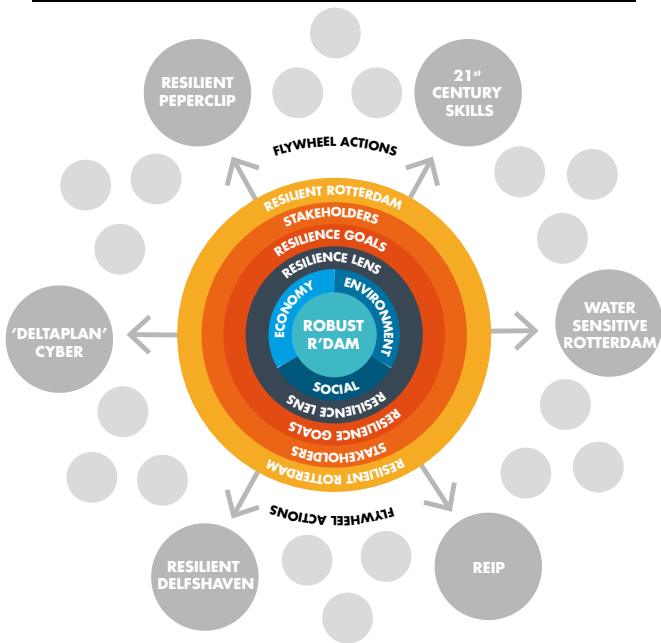 RESILIENT
PEPERCLIP
21st
CENTURY
SKILLS
FLYWHEEL ACTIONS
RESILIENT ROTTERDAM
STAKEHOLDERS
RESILIENCE GOALS
RESILIENCE LENS
ECONOMY
ENVIRONMENT
ROBUST
R'DAM
SOCIAL
'DELTAPLAN'
CYBER
WATER
SENSITIVE
ROTTERDAM
RESILIENCE LENS
RESILIENCE GOALS
STAKEHOLDERS
RESILIENT ROTTERDAM
FLYWHEEL ACTIONS
RESILIENT
DELFSHAVEN
REIP